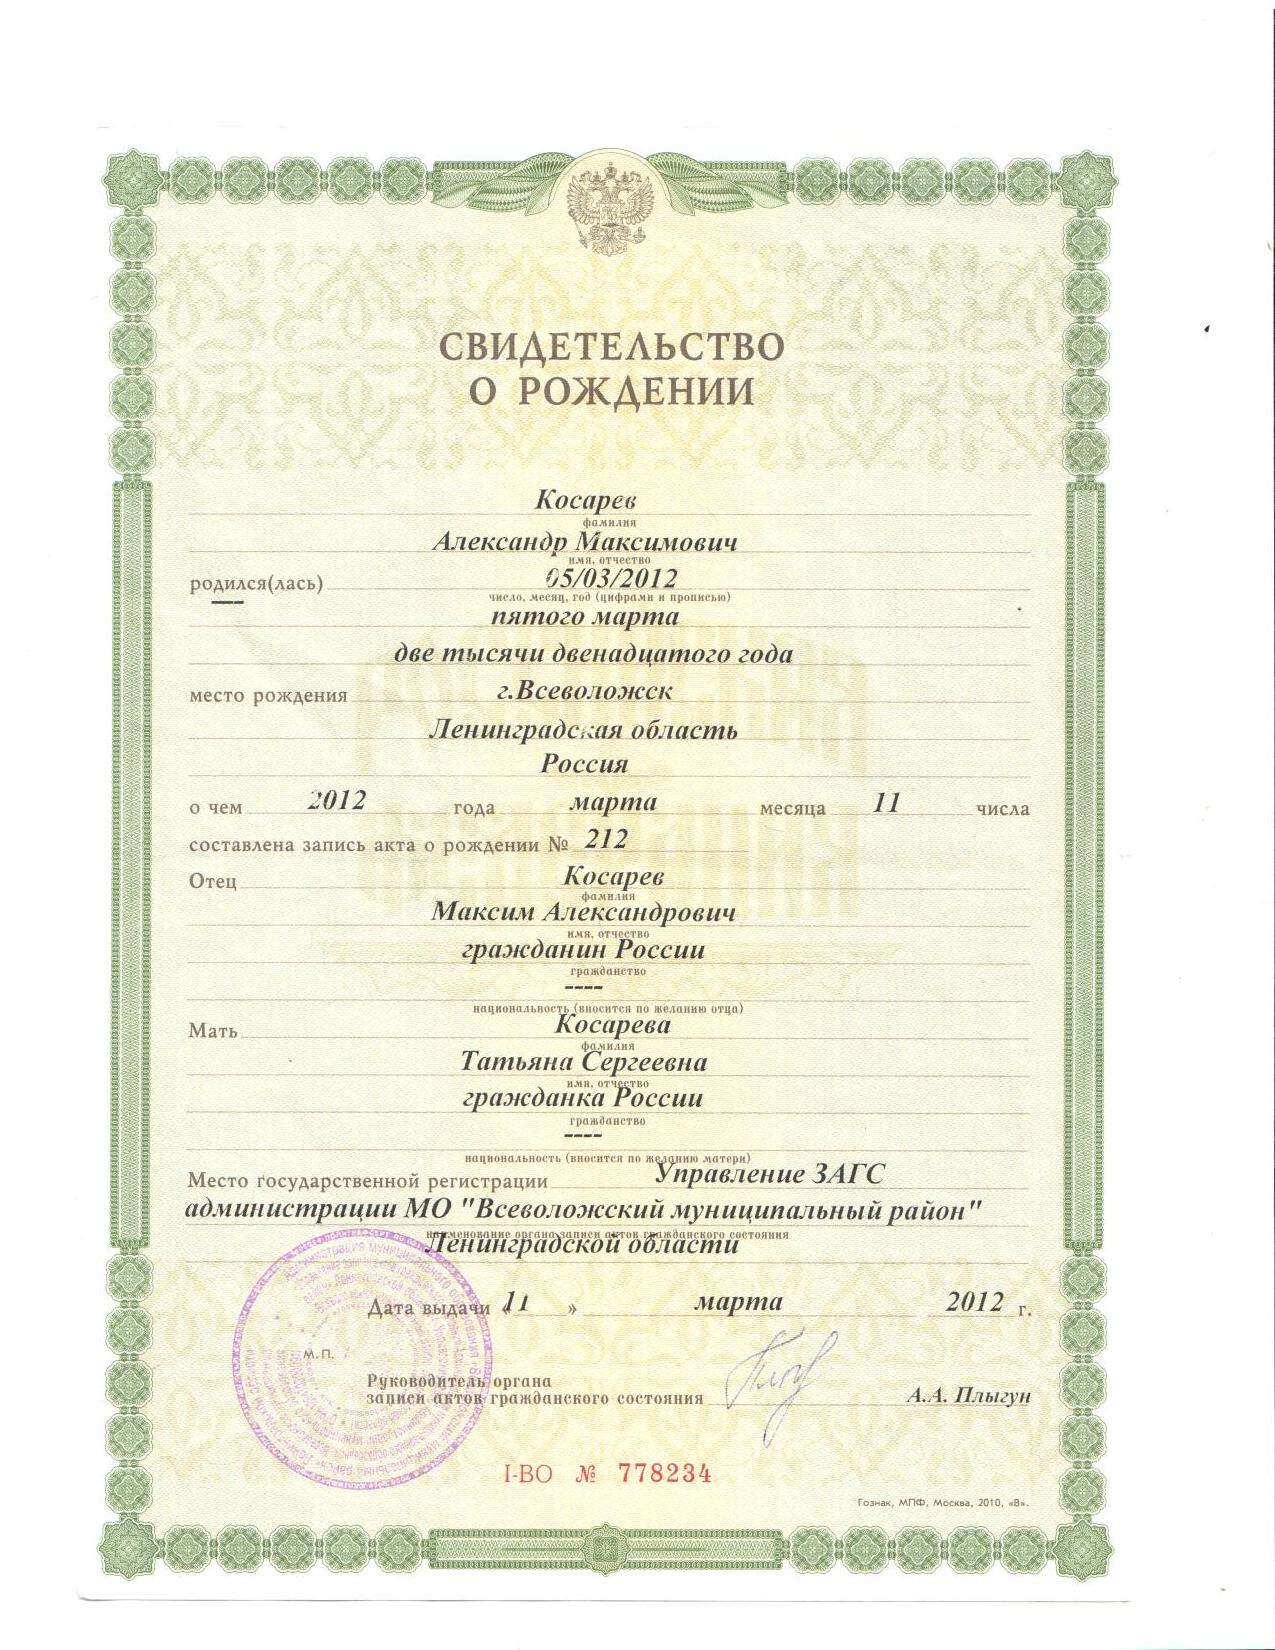 СВИДЕТЕЛЬСТВО
О РОЖДЕНИИ
Косарев
фамилия
Александр Максимович
имя, отчество
родился(лась) 05/03/2012
число, месяц, год (цифрами и прописью)
пятого марта
две тысячи двенадцатого года
место рождения г.Всеволожск
Ленинградская область
Россия
о чем 2012 года марта месяца 11 числа
составлена запись акта о рождении № 212
Отец Косарев
фамилия
Максим Александрович
имя, отчество
гражданин России
гражданство
----
национальность (вносится по желанию отца)
Мать Косарева
фамилия
Татьяна Сергеевна
имя, отчество
гражданка России
гражданство
----
национальность (вносится по желанию матери)
Место государственной регистрации Управление ЗАГС
администрации МО "Всеволожский муниципальный район"
наименование органа записи актов гражданского состояния
Ленинградской области
Дата выдачи « 11 » марта 2012 г.
М.П.
Руководитель органа
записи актов гражданского состояния А.А. Плыгун
I-ВО № 778234
Гознак, МПФ, Москва, 2010, «В».